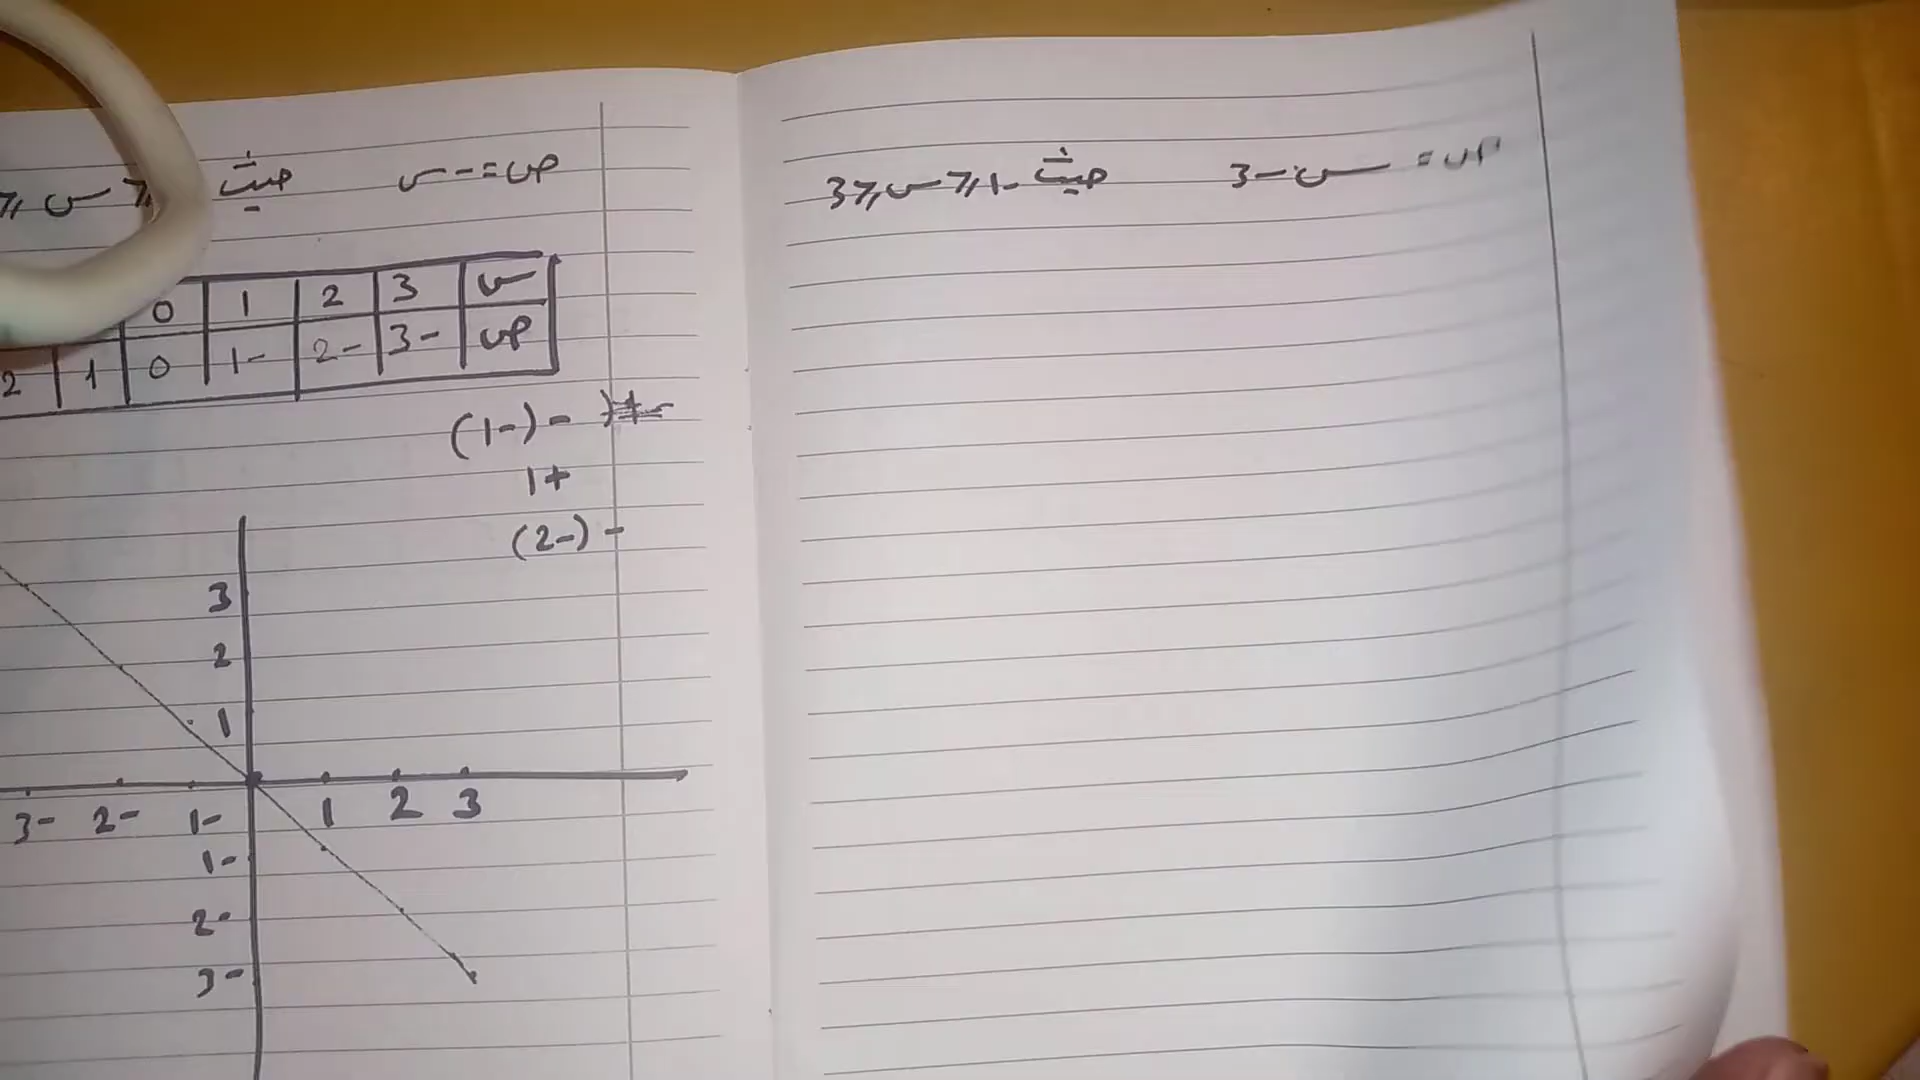 ص = س - 3 حيث -1 ⩽ س ⩽ 3
ص = - س حيث ⩽ س ⩽
س 3 2 1 0
ص -3 -2 -1 0 1 2
-(-1)
+1
-(-2)
3
2
1
-3 -2 -1 1 2 3
-1
-2
-3